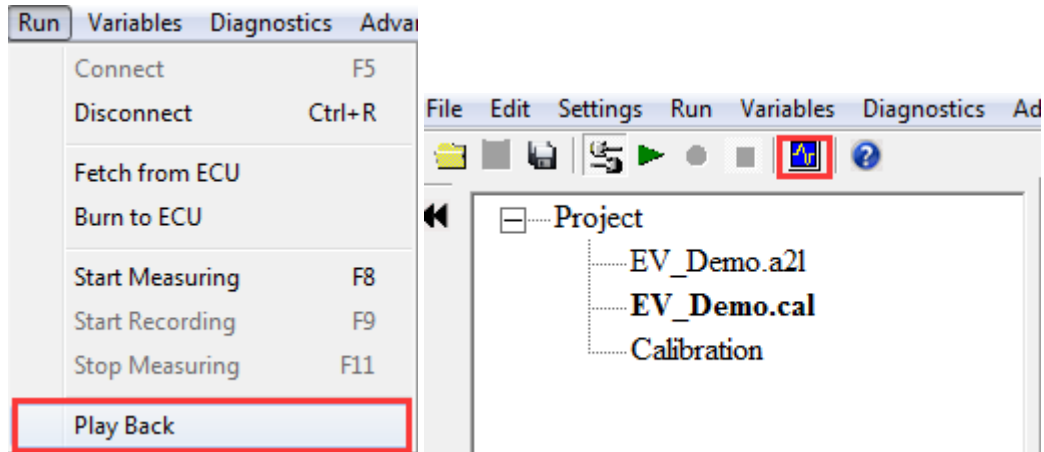 Run Variables Diagnostics Adva
Connect F5
Disconnect Ctrl+R
Fetch from ECU
Burn to ECU
Start Measuring F8
Start Recording F9
Stop Measuring F11
Play Back
File Edit Settings Run Variables Diagnostics Ad
Project
EV_Demo.a2l
EV_Demo.cal
Calibration